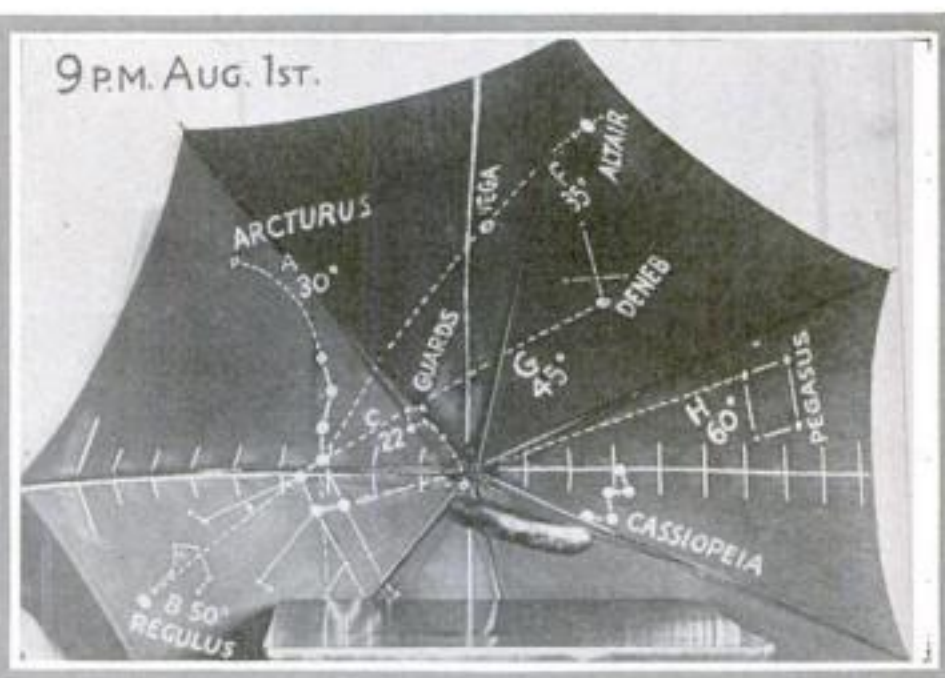 9 P.M. AUG. 1ST.
ARCTURUS
A
30°
VEGA
ALTAIR
F
35°
GUARDS
DENEB
G
45°
C
22°
H
60°
PEGASUS
CASSIOPEIA
B 50°
REGULUS